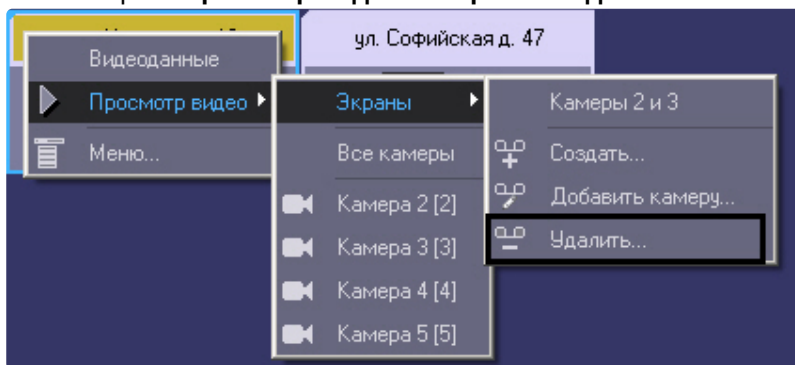 ул. Софийская д. 47
Видеоданные
Просмотр видео
Меню...
Экраны
Все камеры
Камера 2 [2]
Камера 3 [3]
Камера 4 [4]
Камера 5 [5]
Камеры 2 и 3
Создать...
Добавить камеру...
Удалить...